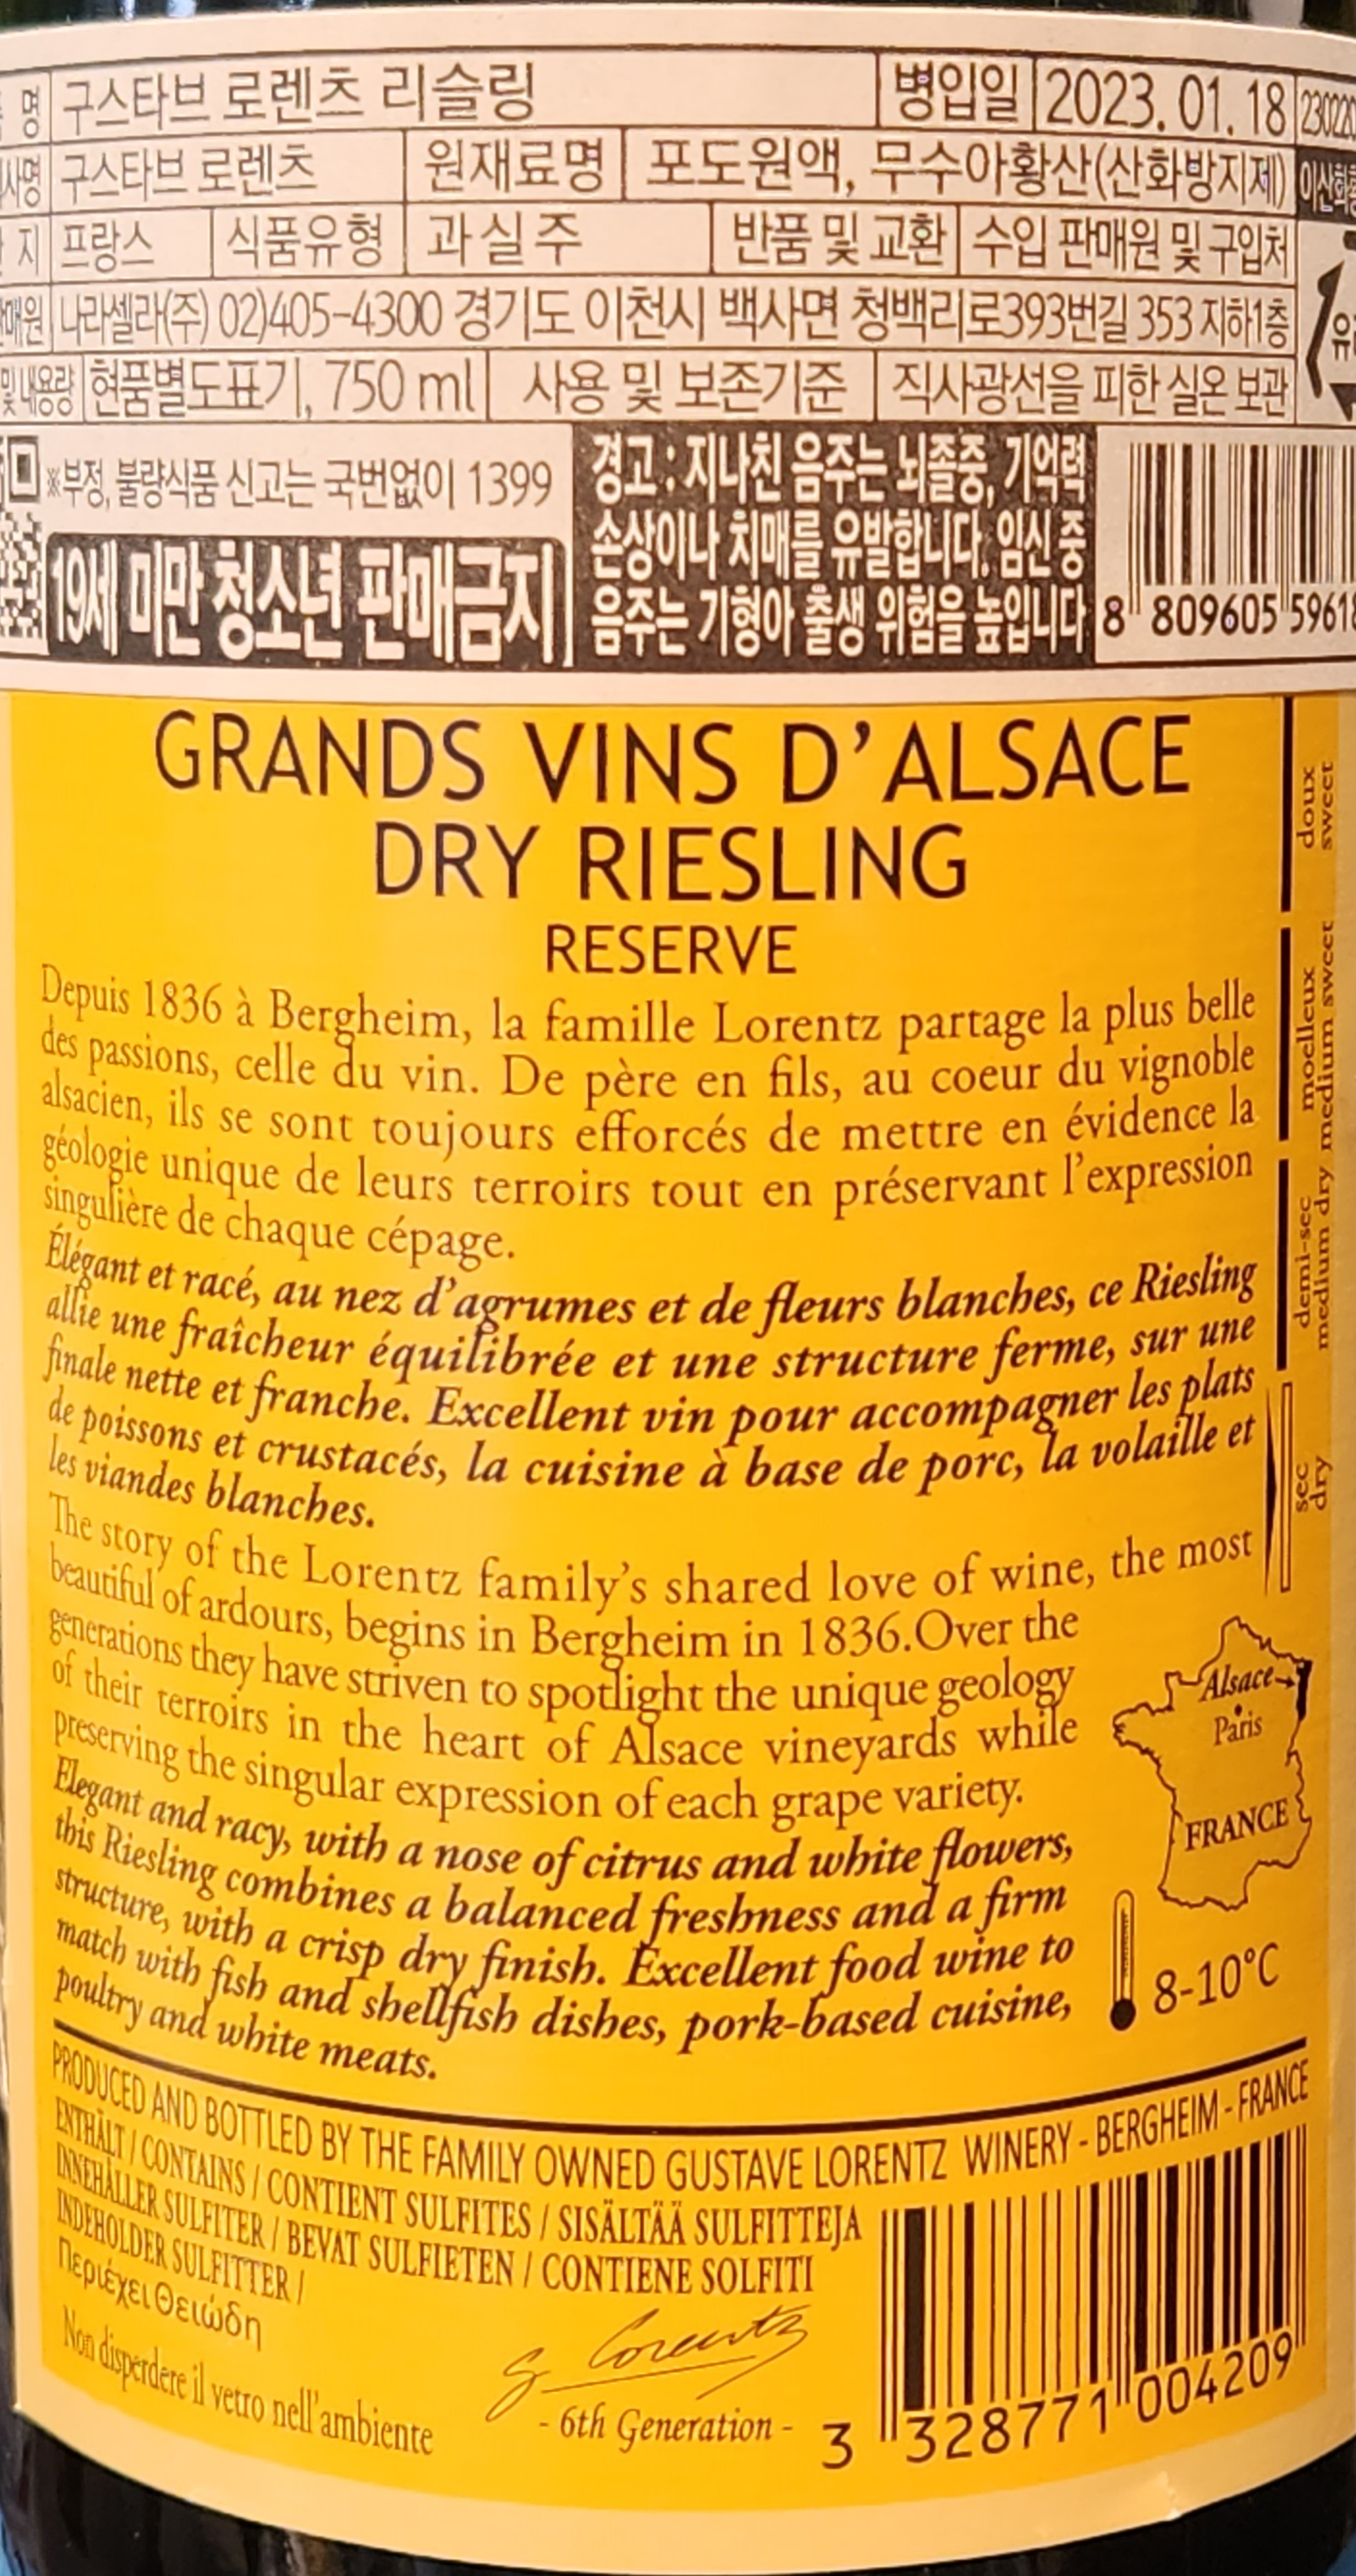 명 구스타브 로렌츠 리슬링 병입일 2023. 01. 18
구스타브 로렌츠 원재료명 포도원액, 무수아황산(산화방지제)
지 프랑스 식품유형 과실주 반품 및 교환 수입 판매원 및 구입처
나라셀라(주) 02)405-4300 경기도 이천시 백사면 청백리로393번길 353 지하1층
및 내용량 현품별도표기, 750 ml 사용 및 보존기준 직사광선을 피한 실온 보관
※부정, 불량식품 신고는 국번없이 1399
19세 미만 청소년 판매금지
경고 : 지나친 음주는 뇌졸중, 기억력
손상이나 치매를 유발합니다. 임신 중
음주는 기형아 출생 위험을 높입니다
8 809605 5961
GRANDS VINS D'ALSACE
DRY RIESLING
RESERVE
Depuis 1836 à Bergheim, la famille Lorentz partage la plus belle
des passions, celle du vin. De père en fils, au coeur du vignoble
alsacien, ils se sont toujours efforcés de mettre en évidence la
géologie unique de leurs terroirs tout en préservant l'expression
singulière de chaque cépage.
Élégant et racé, au nez d'agrumes et de fleurs blanches, ce Riesling
allie une fraîcheur équilibrée et une structure ferme, sur une
finale nette et franche. Excellent vin pour accompagner les plats
de poissons et crustacés, la cuisine à base de porc, la volaille et
les viandes blanches.
The story of the Lorentz family's shared love of wine, the most
beautiful of ardours, begins in Bergheim in 1836.Over the
generations they have striven to spotlight the unique geology
of their terroirs in the heart of Alsace vineyards while
preserving the singular expression of each grape variety.
Elegant and racy, with a nose of citrus and white flowers,
this Riesling combines a balanced freshness and a firm
structure, with a crisp dry finish. Excellent food wine to
match with fish and shellfish dishes, pork-based cuisine,
poultry and white meats.
doux
sweet
moelleux
medium sweet
demi-sec
medium dry
sec
dry
Alsace
Paris
FRANCE
8-10°C
PRODUCED AND BOTTLED BY THE FAMILY OWNED GUSTAVE LORENTZ WINERY - BERGHEIM - FRANCE
ENTHÄLT / CONTAINS / CONTIENT SULFITES / SISÄLTÄÄ SULFITTEJA
INNEHÅLLER SULFITER / BEVAT SULFIETEN / CONTIENE SOLFITI
INDEHOLDER SULFITTER /
Περιέχει Θειώδη
Non disperdere il vetro nell'ambiente
G. Lorentz
- 6th Generation -
3 328771 004209